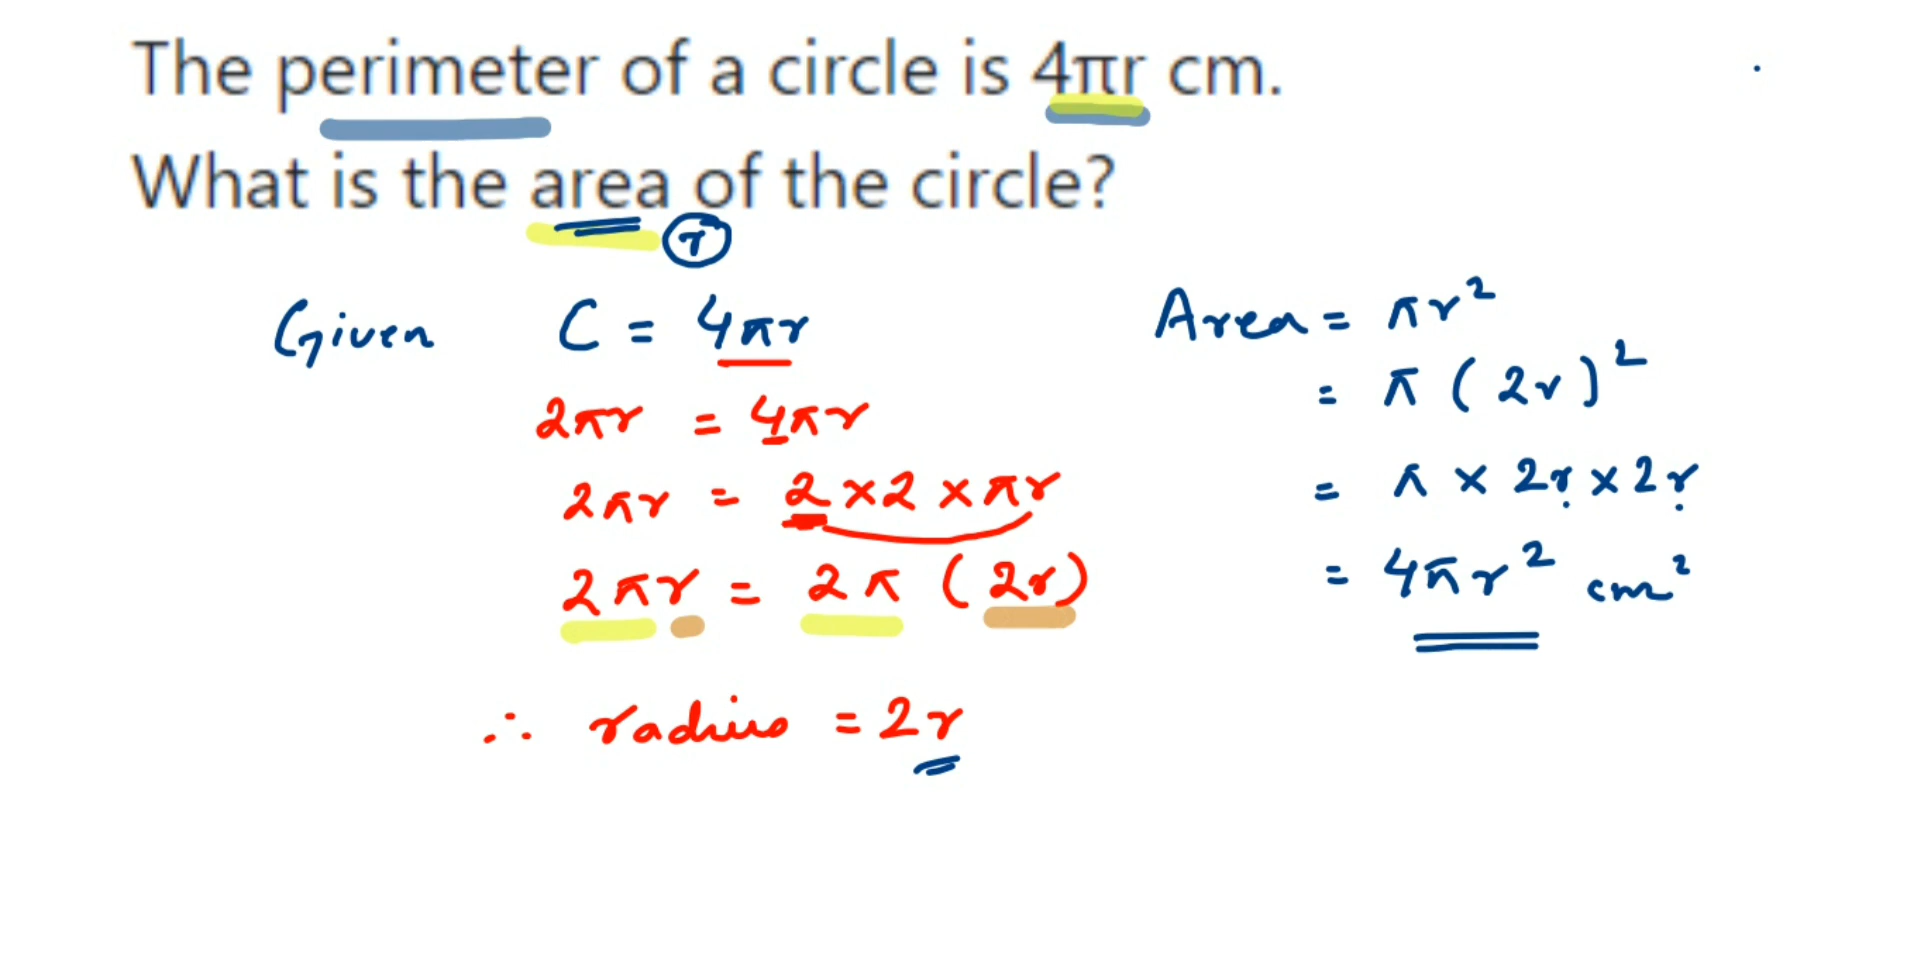 The perimeter of a circle is 4πr cm.
What is the area of the circle?
r
Given C = 4πr
2πr = 4πr
2πr = 2 × 2 × πr
2πr = 2π (2r)
∴ radius = 2r
Area = πr²
= π (2r)²
= π × 2r × 2r
= 4πr² cm²